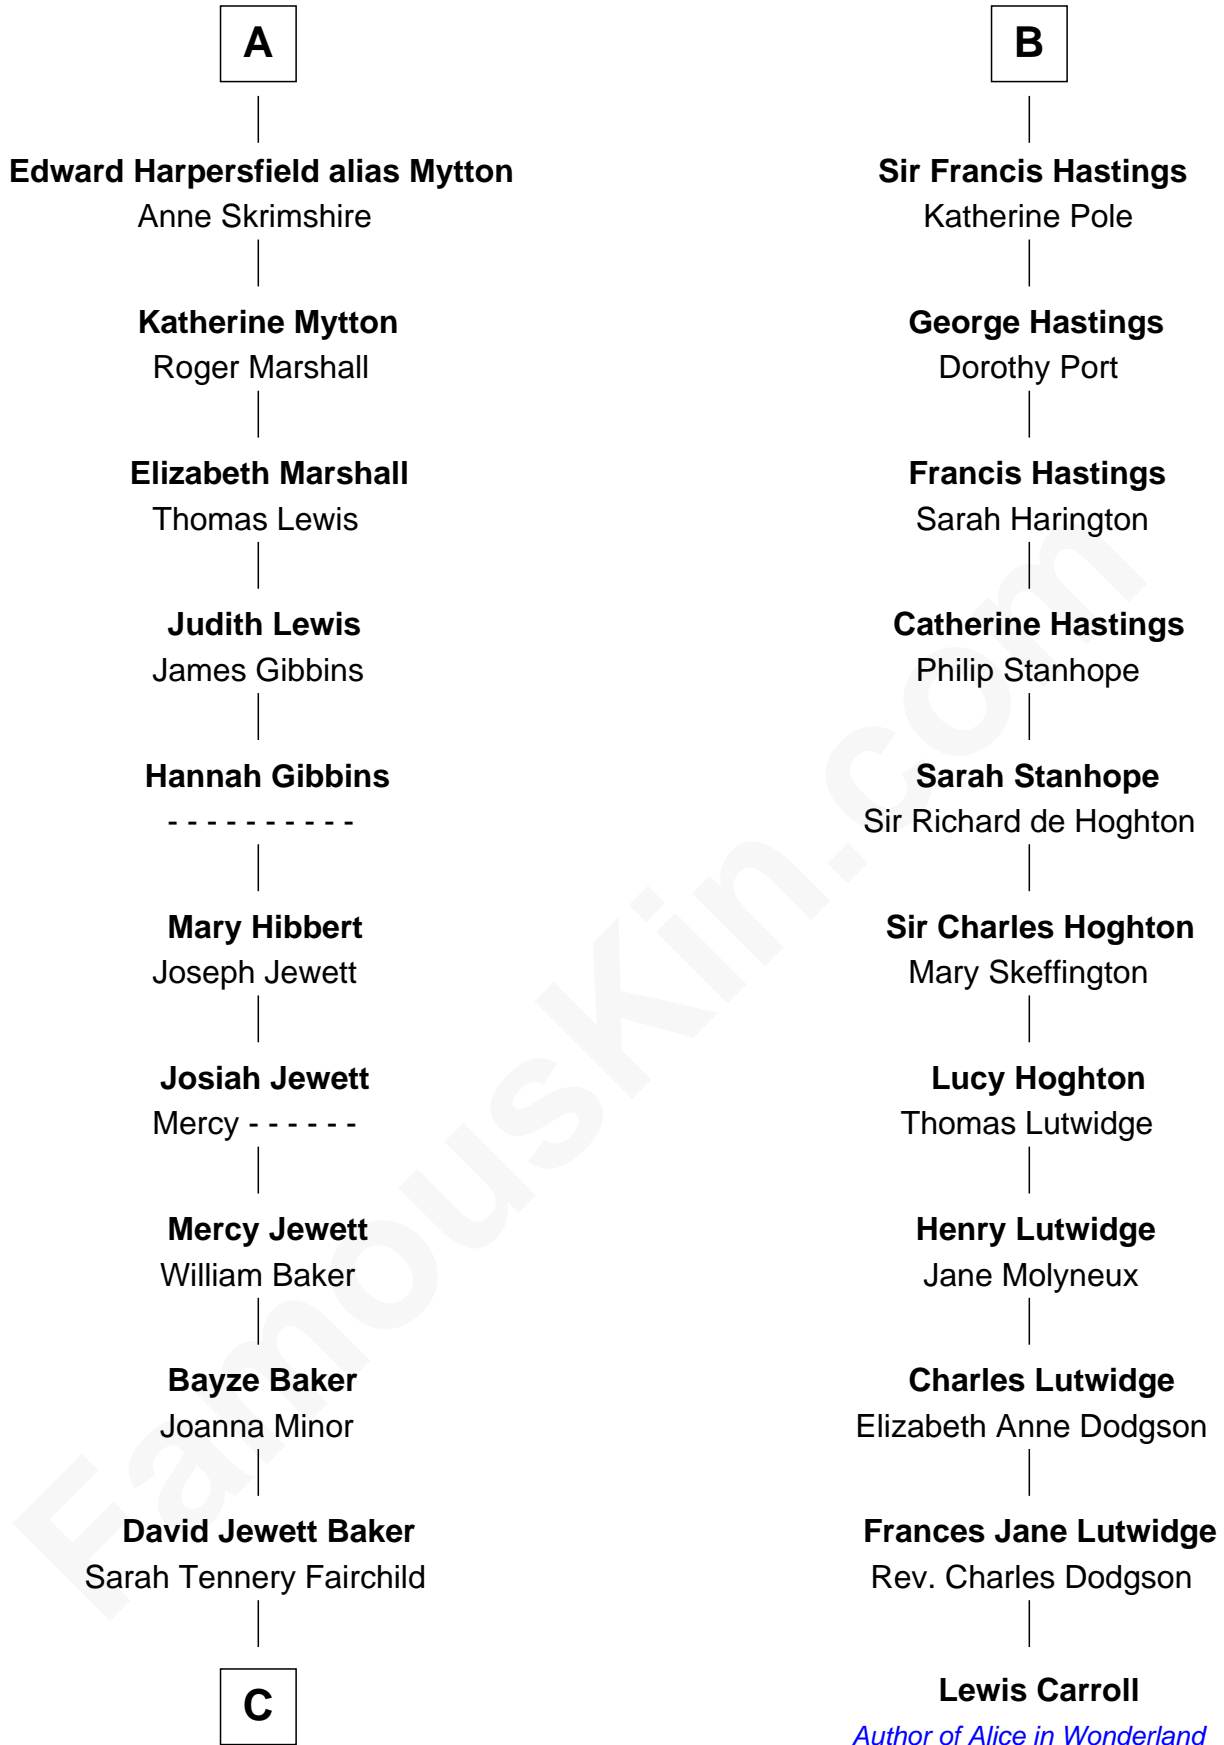 A
Edward Harpersfield alias Mytton
Anne Skrimshire
Katherine Mytton
Roger Marshall
Elizabeth Marshall
Thomas Lewis
Judith Lewis
James Gibbins
Hannah Gibbins
- - - - - - - - - -
Mary Hibbert
Joseph Jewett
Josiah Jewett
Mercy - - - - - -
Mercy Jewett
William Baker
Bayze Baker
Joanna Minor
David Jewett Baker
Sarah Tennery Fairchild
C
B
Sir Francis Hastings
Katherine Pole
George Hastings
Dorothy Port
Francis Hastings
Sarah Harington
Catherine Hastings
Philip Stanhope
Sarah Stanhope
Sir Richard de Hoghton
Sir Charles Hoghton
Mary Skeffington
Lucy Hoghton
Thomas Lutwidge
Henry Lutwidge
Jane Molyneux
Charles Lutwidge
Elizabeth Anne Dodgson
Frances Jane Lutwidge
Rev. Charles Dodgson
Lewis Carroll
Author of Alice in Wonderland
FamousKin.com